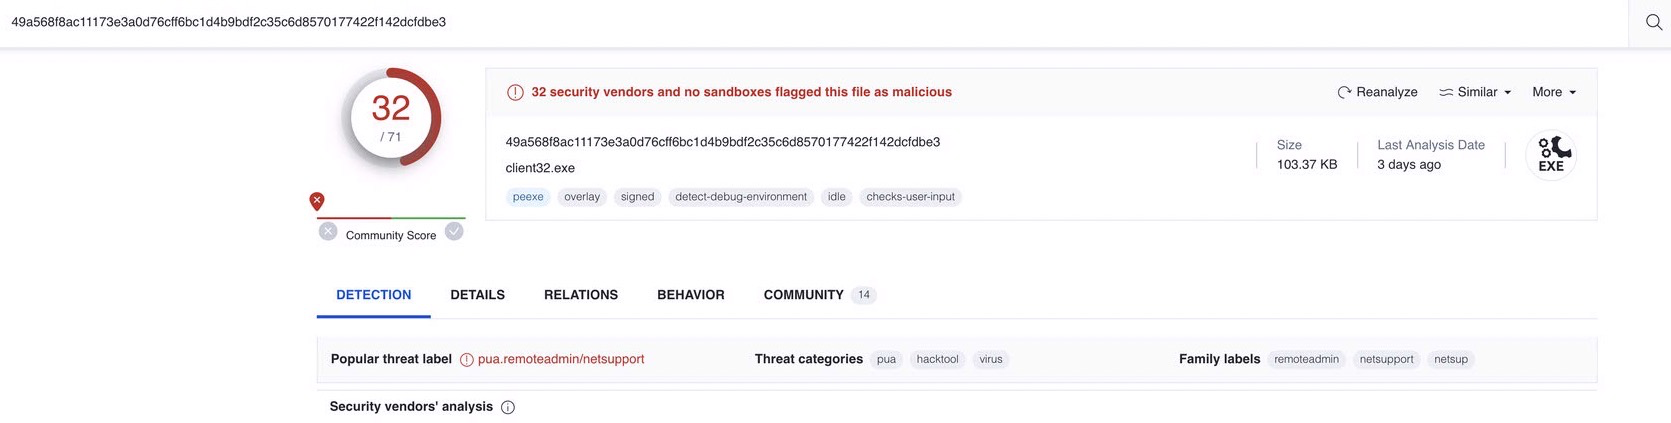 49a568f8ac11173e3a0d76cff6bc1d4b9bdf2c35c6d8570177422f142dcfdbe3
32
/ 71
Community Score
32 security vendors and no sandboxes flagged this file as malicious
Reanalyze Similar More
49a568f8ac11173e3a0d76cff6bc1d4b9bdf2c35c6d8570177422f142dcfdbe3
client32.exe
peexe overlay signed detect-debug-environment idle checks-user-input
Size
103.37 KB
Last Analysis Date
3 days ago
EXE
DETECTION DETAILS RELATIONS BEHAVIOR COMMUNITY 14
Popular threat label pua.remoteadmin/netsupport Threat categories pua hacktool virus Family labels remoteadmin netsupport netsup
Security vendors' analysis